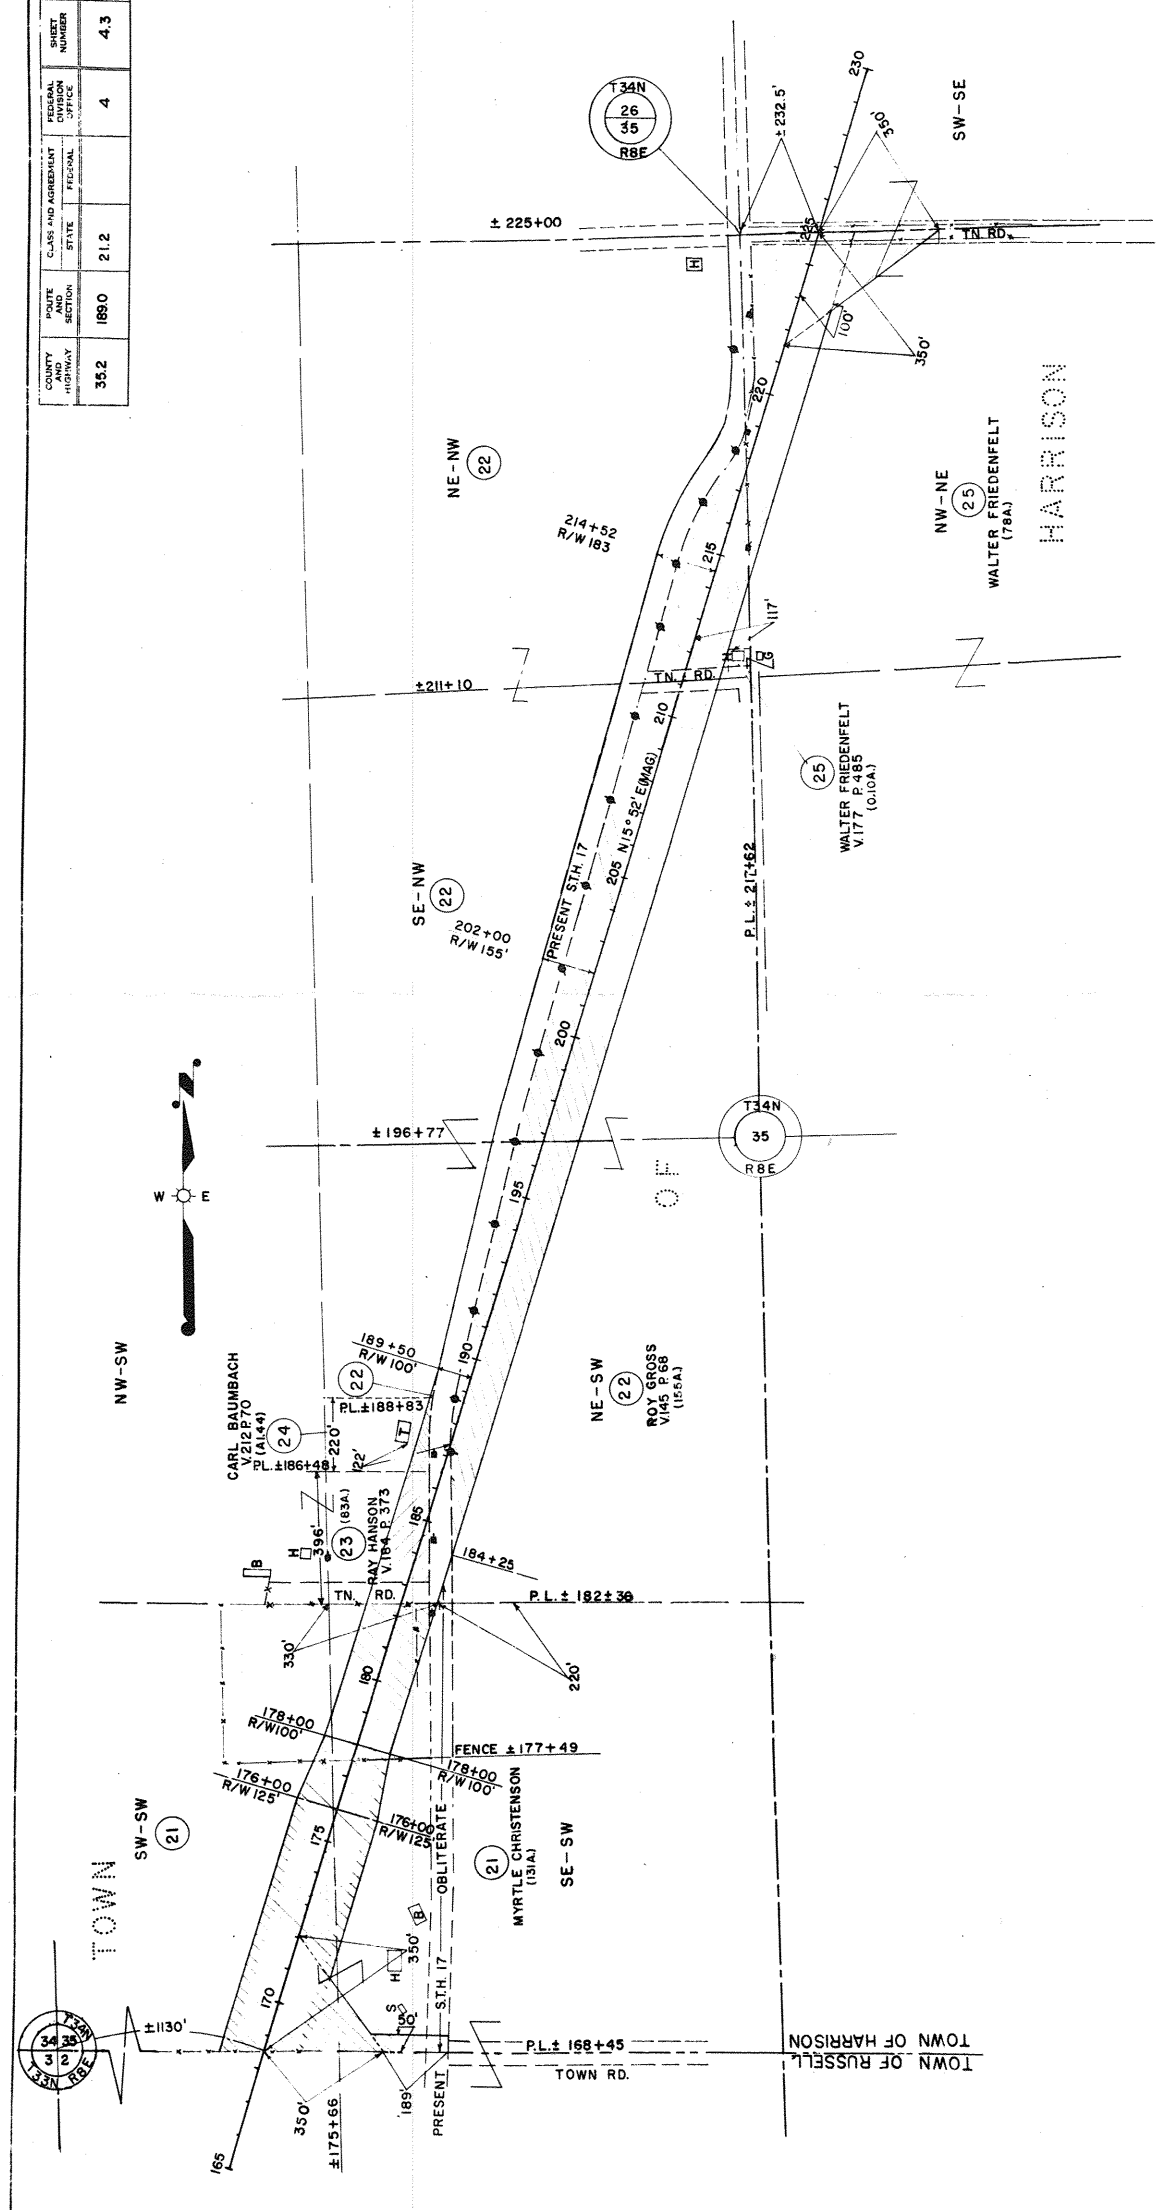 COUNTY AND HIGHWAY
ROUTE AND SECTION
CLASS AND AGREEMENT
STATE
FEDERAL
FEDERAL DIVISION OFFICE
SHEET NUMBER
35.2
189.0
21.2
4
4.3
T34N
26
35
R8E
± 232.5'
230
350'
SW-SE
± 225+00
225
TN. RD.
H
100'
350'
220
NE-NW
22
214+52
R/W 183
215
NW-NE
25
WALTER FRIEDENFELT
(78A.)
HARRISON
117'
H
G
TN. RD.
±211+10
210
N15°52'E(MAG.)
25
WALTER FRIEDENFELT
V.177 P.485
(0.10A.)
P.L.± 217+62
PRESENT S.T.H. 17
205
SE-NW
22
202+00
R/W 155'
200
± 196+77
T34N
35
R8E
OF
195
W
E
N
NW-SW
189+50
R/W 100'
190
22
P.L.±188+83
CARL BAUMBACH
V.212 P.70
(A1.44)
24
220'
P.L.±186+48
122'
T
NE-SW
22
ROY GROSS
V.145 P.68
(155A.)
396'
H
B
23
(83A.)
RAY HANSON
V.184 P.373
185
184+25
TN. RD.
P.L.± 182±36
330'
220'
180
178+00
R/W 100'
FENCE ±177+49
178+00
R/W 100'
176+00
R/W 125'
176+00
R/W 125'
175
SW-SW
21
TOWN
OBLITERATE
21
MYRTLE CHRISTENSON
(131A.)
SE-SW
B
350'
H
S
50'
170
±1130'
34 35
3 2
T34N
R8E
T33N
PRESENT S.T.H. 17
P.L.± 168+45
TOWN RD.
TOWN OF HARRISON
TOWN OF RUSSELL
189'
350'
±175+66
165